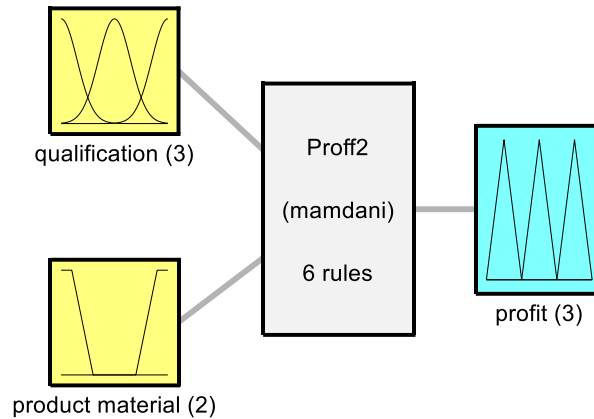 qualification (3)
Proff2
(mamdani)
6 rules
profit (3)
product material (2)